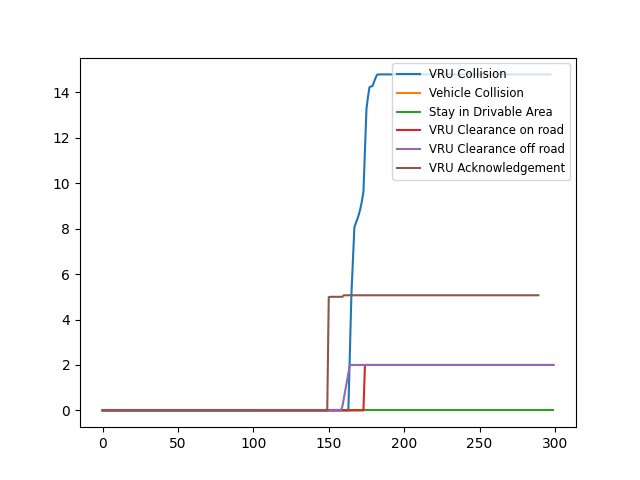 VRU Collision
Vehicle Collision
Stay in Drivable Area
VRU Clearance on road
VRU Clearance off road
VRU Acknowledgement
14
12
10
8
6
4
2
0
0 50 100 150 200 250 300